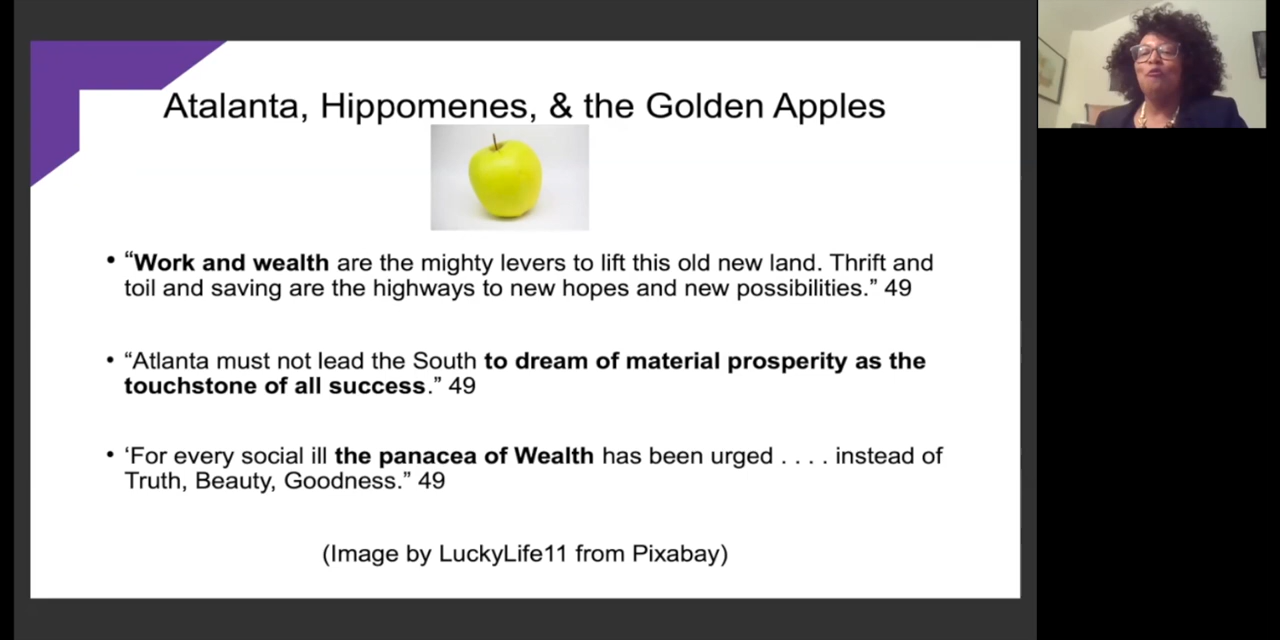 Atalanta, Hippomenes, & the Golden Apples
• “Work and wealth are the mighty levers to lift this old new land. Thrift and
toil and saving are the highways to new hopes and new possibilities.” 49
• “Atlanta must not lead the South to dream of material prosperity as the
touchstone of all success.” 49
• ‘For every social ill the panacea of Wealth has been urged . . . . instead of
Truth, Beauty, Goodness.” 49
(Image by LuckyLife11 from Pixabay)